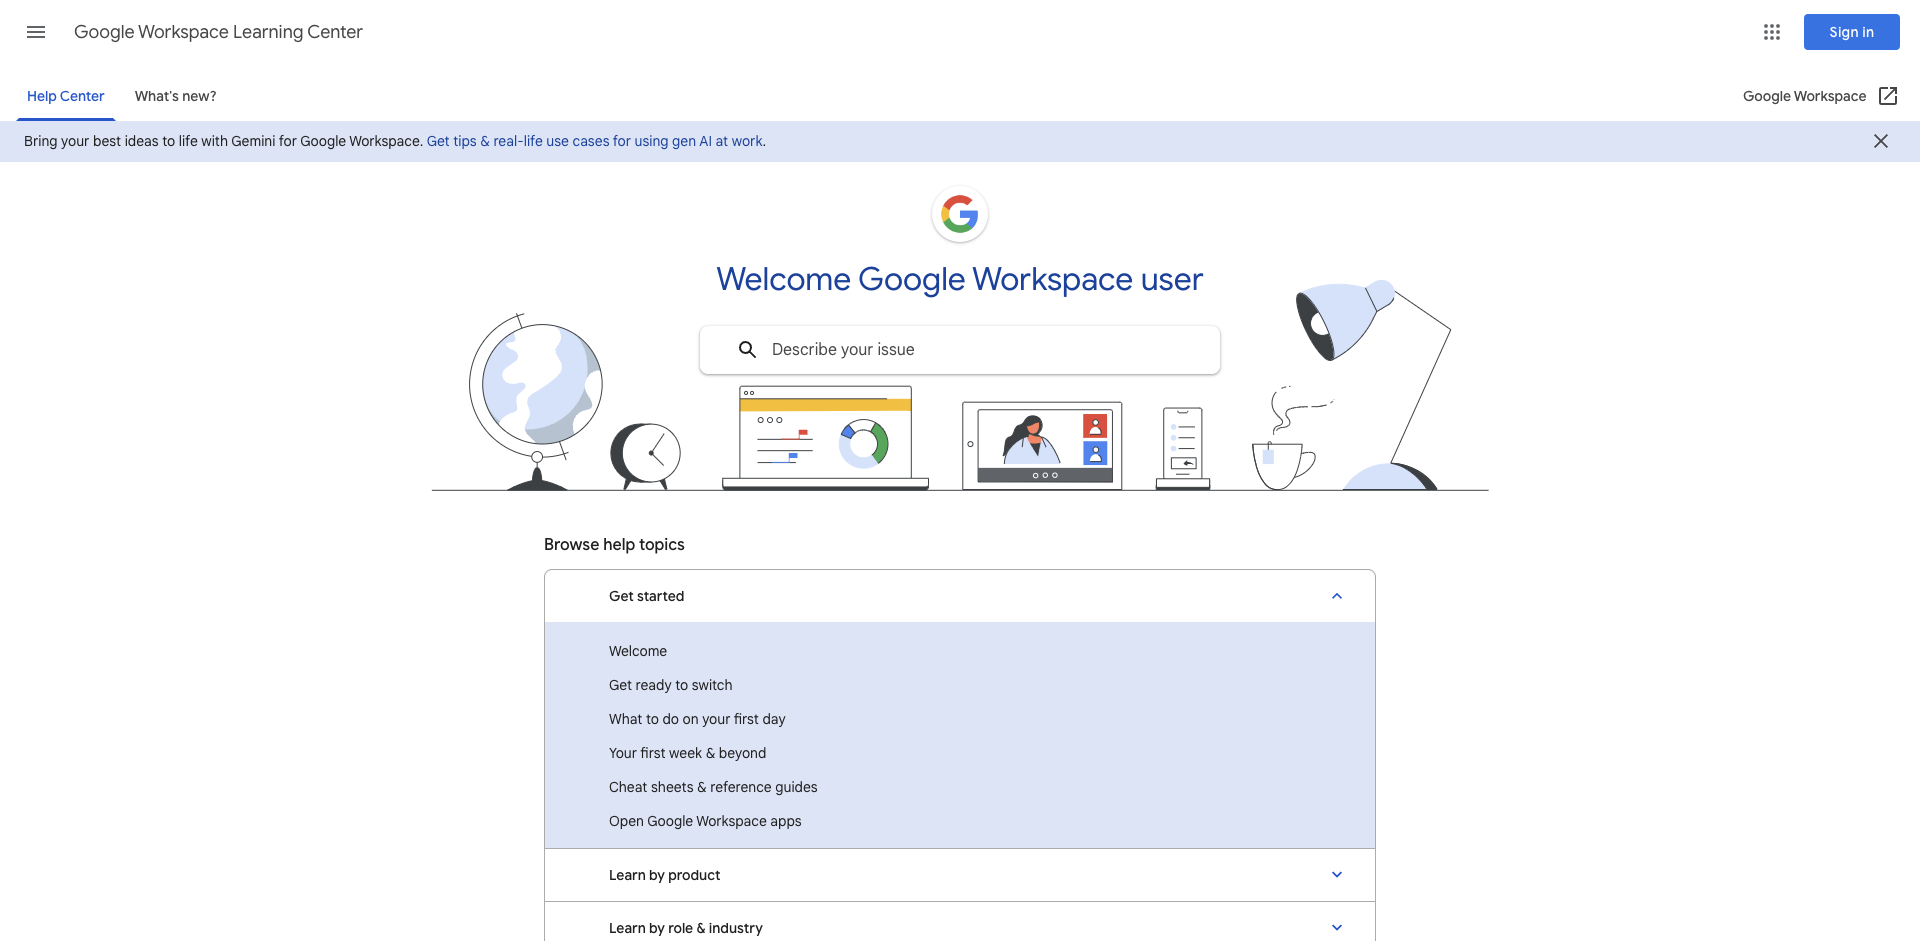 Google Workspace Learning Center
Sign in
Help Center
What's new?
Google Workspace
Bring your best ideas to life with Gemini for Google Workspace. Get tips & real-life use cases for using gen AI at work.
Welcome Google Workspace user
Describe your issue
Browse help topics
Get started
Welcome
Get ready to switch
What to do on your first day
Your first week & beyond
Cheat sheets & reference guides
Open Google Workspace apps
Learn by product
Learn by role & industry